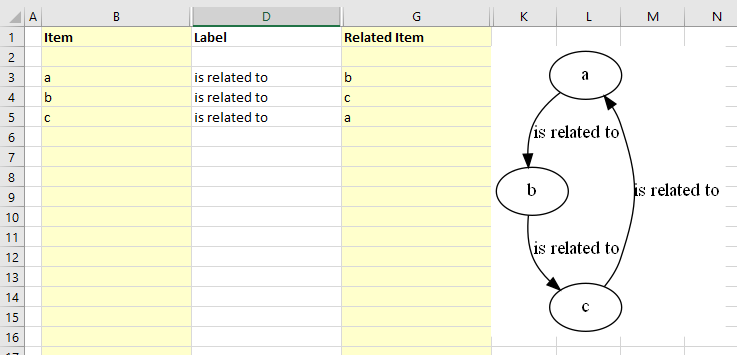 A B D G K L M N
1 Item Label Related Item
2
3 a is related to b
4 b is related to c
5 c is related to a
6
7
8
9
10
11
12
13
14
15
16
a
is related to
b
is related to
is related to
c